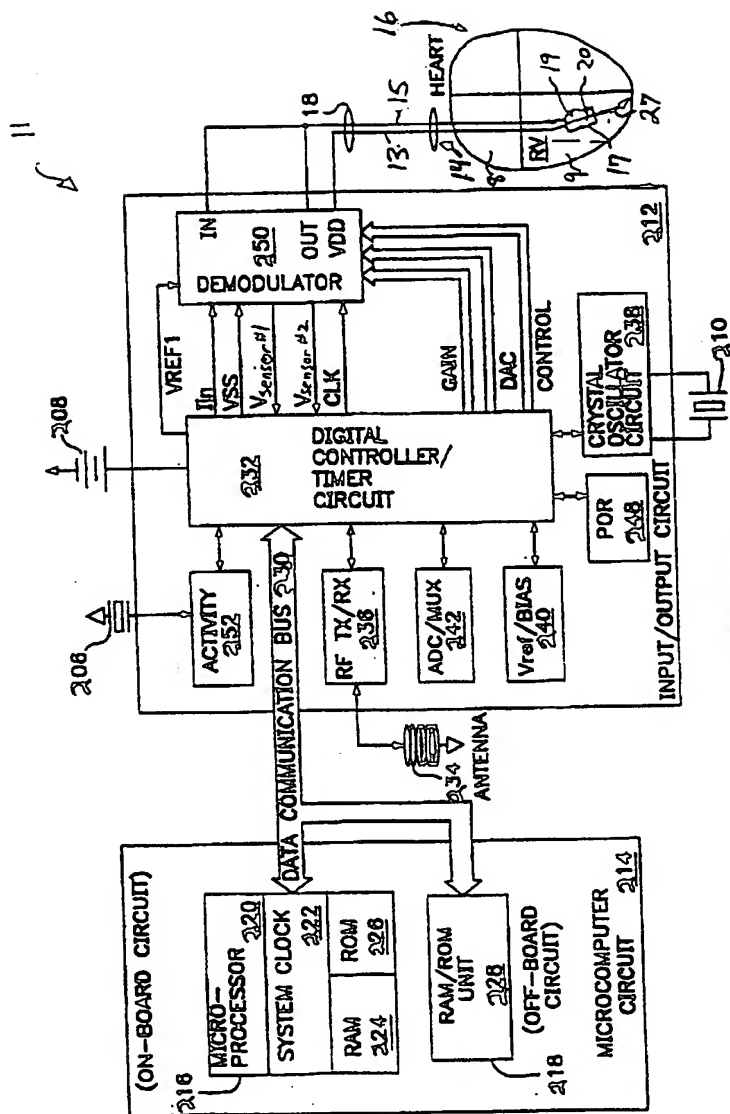 11
(ON-BOARD CIRCUIT)
216
MICRO-
PROCESSOR 220
SYSTEM CLOCK 222
RAM
224
ROM
226
RAM/ROM
UNIT
228
218
(OFF-BOARD
CIRCUIT)
MICROCOMPUTER
CIRCUIT 214
DATA COMMUNICATION BUS 230
206
208
ACTIVITY
252
RF TX/RX
236
ADC/MUX
242
Vref/BIAS
240
234
ANTENNA
232
DIGITAL
CONTROLLER/
TIMER
CIRCUIT
VREF1
IIn
VSS
Vsensor#1
Vsensor#2
CLK
GAIN
DAC
CONTROL
IN
250
OUT
DEMODULATOR
VDD
POR
248
CRYSTAL
OSCILLATOR
CIRCUIT 238
210
INPUT/OUTPUT CIRCUIT 212
18
13
15
14
HEART
16
8
RV
9
19
20
17
27